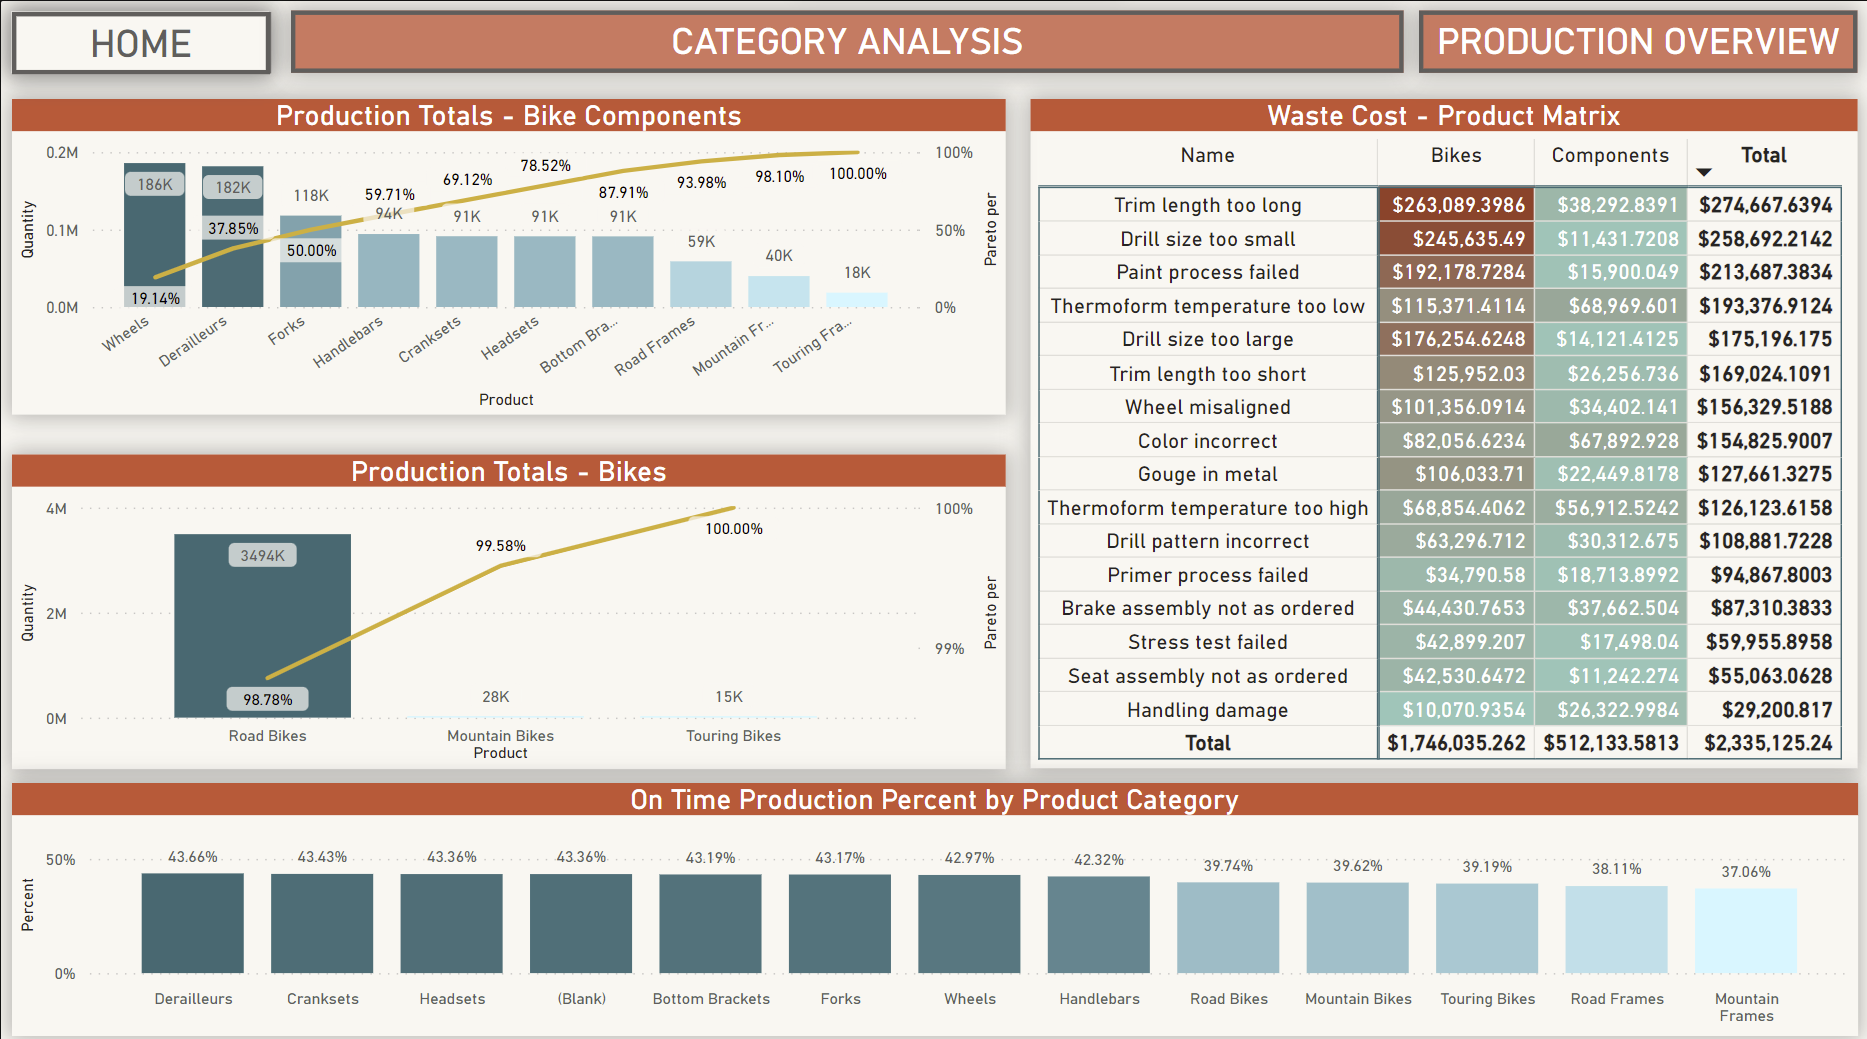 HOME
CATEGORY ANALYSIS
PRODUCTION OVERVIEW
Production Totals - Bike Components
0.2M
0.1M
0.0M
Quantity
186K
182K
118K
94K
91K
91K
91K
59K
40K
18K
19.14%
37.85%
50.00%
59.71%
69.12%
78.52%
87.91%
93.98%
98.10%
100.00%
100%
50%
0%
Pareto per
Wheels
Derailleurs
Forks
Handlebars
Cranksets
Headsets
Bottom Bra...
Road Frames
Mountain Fr...
Touring Fra...
Product
Production Totals - Bikes
4M
2M
0M
Quantity
3494K
28K
15K
98.78%
99.58%
100.00%
100%
99%
Pareto per
Road Bikes
Mountain Bikes
Touring Bikes
Product
Waste Cost - Product Matrix
Name Bikes Components Total
Trim length too long $263,089.3986 $38,292.8391 $274,667.6394
Drill size too small $245,635.49 $11,431.7208 $258,692.2142
Paint process failed $192,178.7284 $15,900.049 $213,687.3834
Thermoform temperature too low $115,371.4114 $68,969.601 $193,376.9124
Drill size too large $176,254.6248 $14,121.4125 $175,196.175
Trim length too short $125,952.03 $26,256.736 $169,024.1091
Wheel misaligned $101,356.0914 $34,402.141 $156,329.5188
Color incorrect $82,056.6234 $67,892.928 $154,825.9007
Gouge in metal $106,033.71 $22,449.8178 $127,661.3275
Thermoform temperature too high $68,854.4062 $56,912.5242 $126,123.6158
Drill pattern incorrect $63,296.712 $30,312.675 $108,881.7228
Primer process failed $34,790.58 $18,713.8992 $94,867.8003
Brake assembly not as ordered $44,430.7653 $37,662.504 $87,310.3833
Stress test failed $42,899.207 $17,498.04 $59,955.8958
Seat assembly not as ordered $42,530.6472 $11,242.274 $55,063.0628
Handling damage $10,070.9354 $26,322.9984 $29,200.817
Total $1,746,035.262 $512,133.5813 $2,335,125.24
On Time Production Percent by Product Category
50%
0%
Percent
43.66%
43.43%
43.36%
43.36%
43.19%
43.17%
42.97%
42.32%
39.74%
39.62%
39.19%
38.11%
37.06%
Derailleurs
Cranksets
Headsets
(Blank)
Bottom Brackets
Forks
Wheels
Handlebars
Road Bikes
Mountain Bikes
Touring Bikes
Road Frames
Mountain
Frames